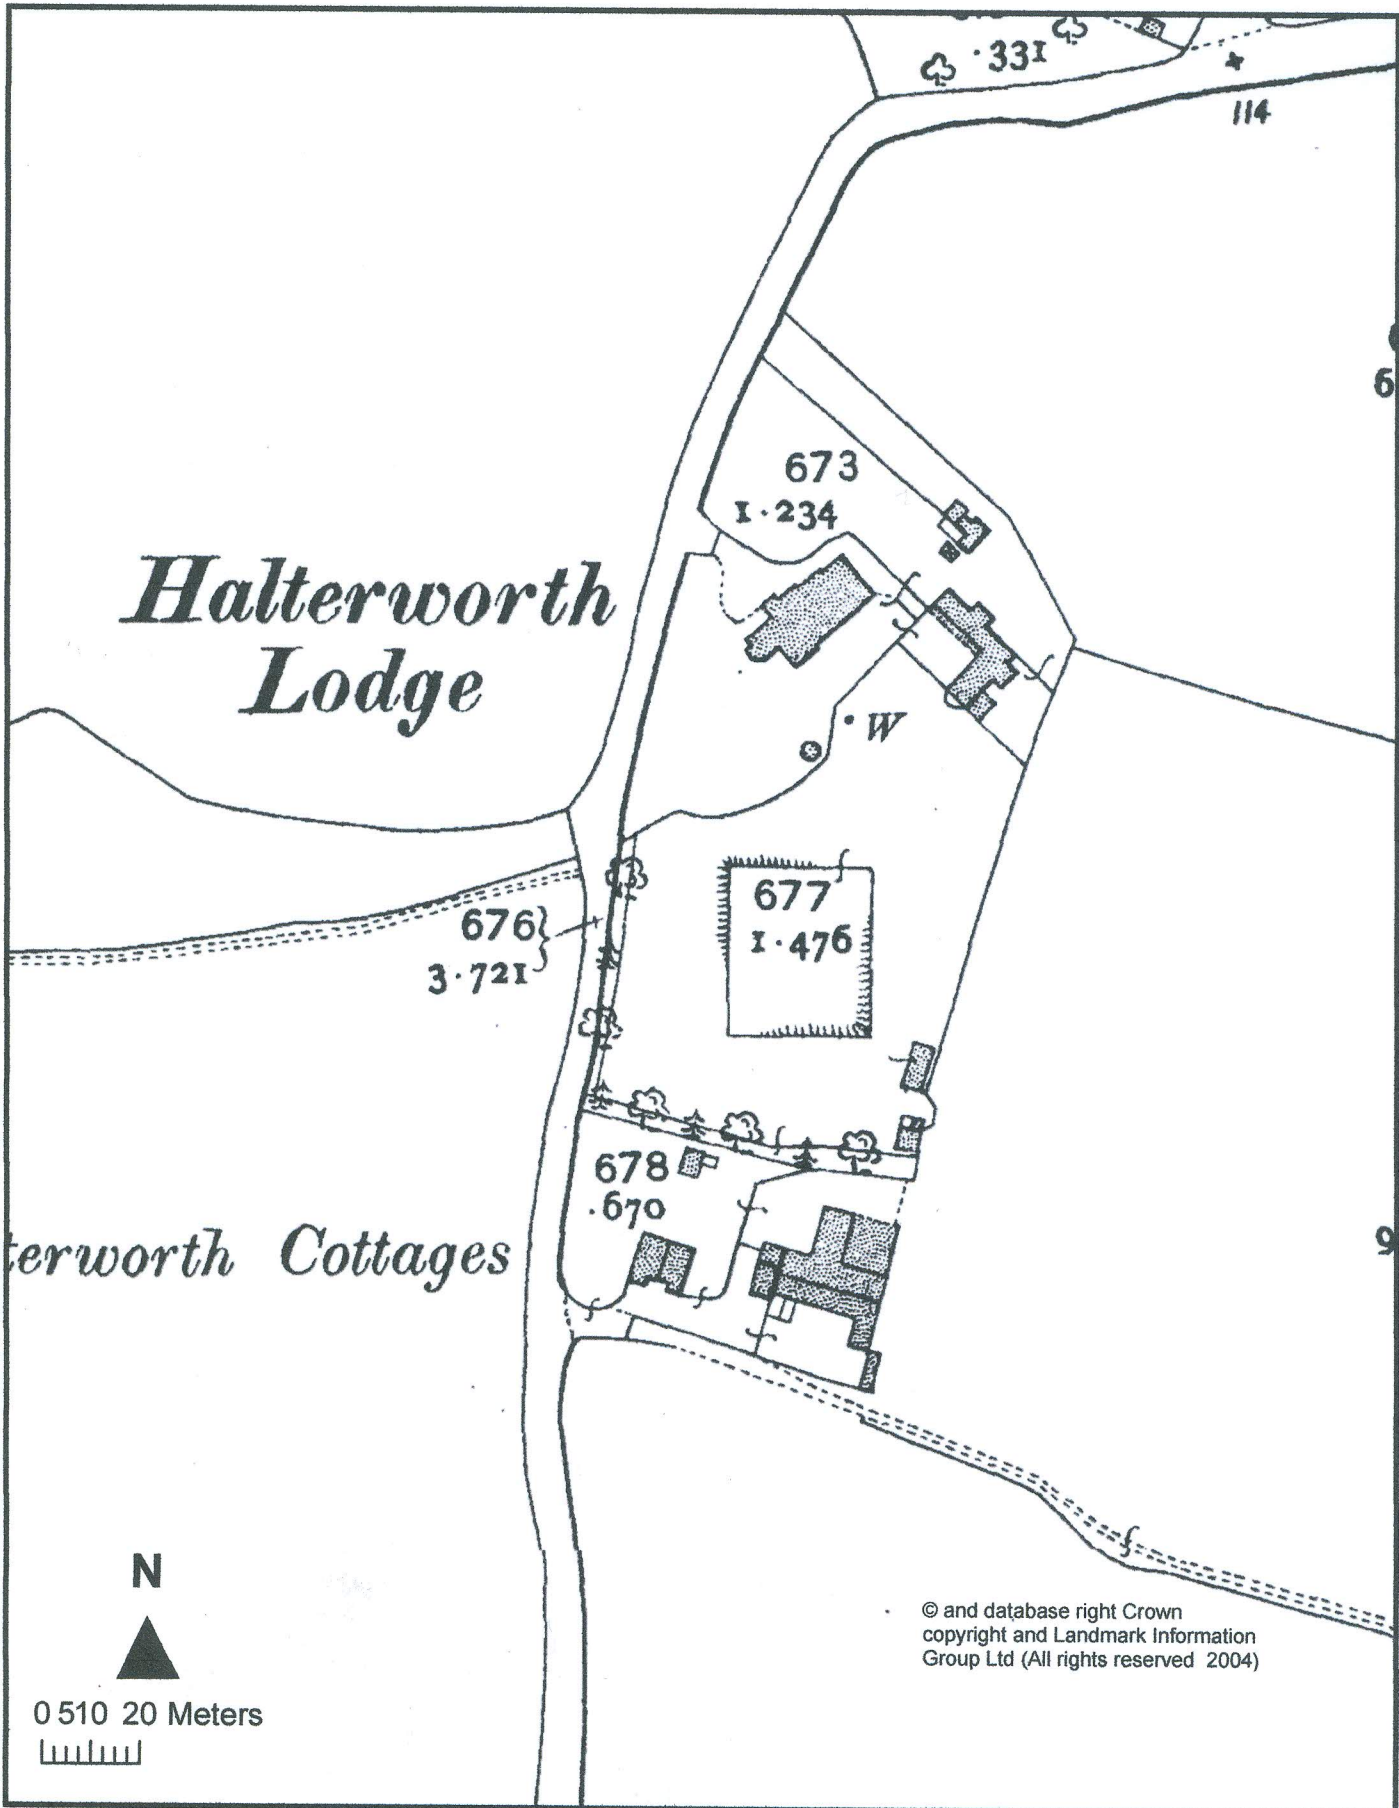 ·331
114
6
673
1·234
Halterworth
Lodge
W
677
1·476
676
3·721
678
·670
terworth Cottages
N
0 510 20 Meters
© and database right Crown
copyright and Landmark Information
Group Ltd (All rights reserved 2004)